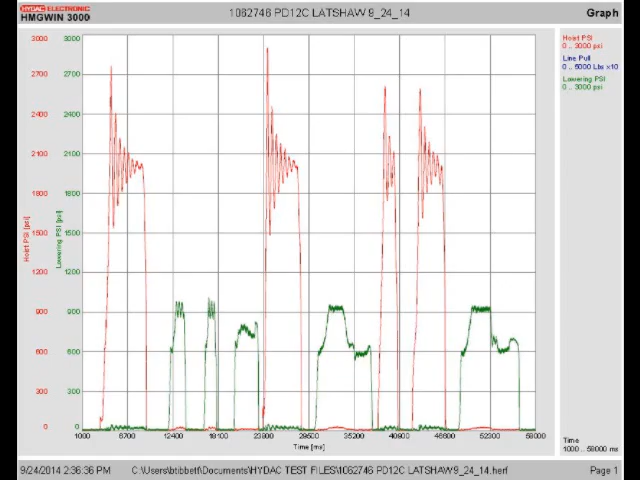 HYDAC ELECTRONIC
HMGWIN 3000
1062746 PD12C LATSHAW 9_24_14
Graph
3000 3000
2700 2700
2400 2400
2100 2100
1800 1800
1500 1500
1200 1200
900 900
600 600
300 300
0 0
Hoist PSI [psi]
Lowering PSI [psi]
1000 6700 12400 18100 23800 29500 35200 40900 46600 52300 58000
Time [ms]
Hoist PSI
0 .. 3000 psi
Line Pull
0 .. 5000 Lbs x10
Lowering PSI
0 .. 3000 psi
Time
1000 .. 58000 ms
9/24/2014 2:36:36 PM
C:\Users\btibbett\Documents\HYDAC TEST FILES\1062746 PD12C LATSHAW 9_24_14.herf
Page 1